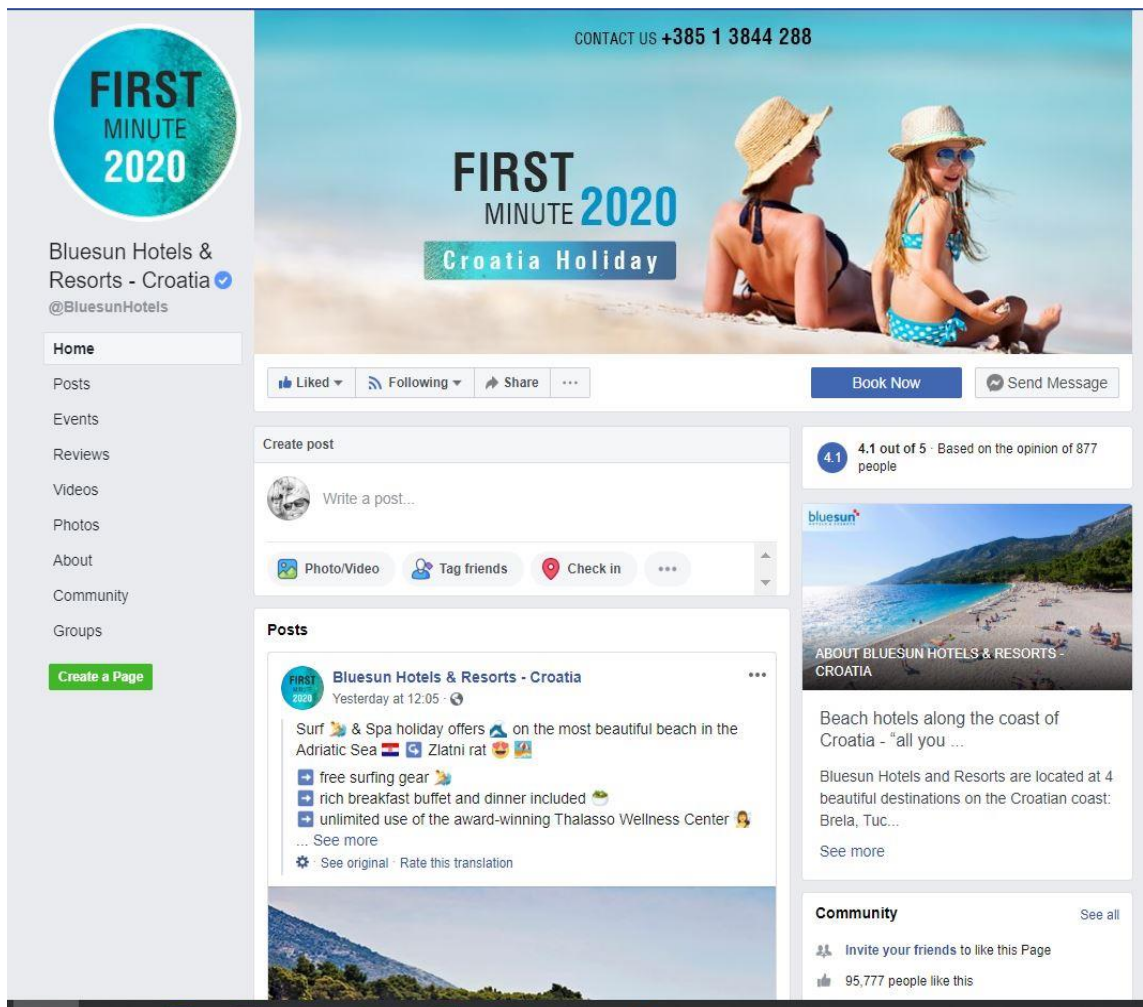 FIRST
MINUTE
2020
Bluesun Hotels &
Resorts - Croatia
@BluesunHotels
Home
Posts
Events
Reviews
Videos
Photos
About
Community
Groups
Create a Page
CONTACT US +385 1 3844 288
FIRST
MINUTE 2020
Croatia Holiday
Liked
Following
Share
Book Now
Send Message
Create post
Write a post...
Photo/Video
Tag friends
Check in
Posts
FIRST
MINUTE
2020
Bluesun Hotels & Resorts - Croatia
Yesterday at 12:05 ·
Surf & Spa holiday offers on the most beautiful beach in the
Adriatic Sea Zlatni rat
free surfing gear
rich breakfast buffet and dinner included
unlimited use of the award-winning Thalasso Wellness Center
... See more
· See original · Rate this translation
4.1
4.1 out of 5 · Based on the opinion of 877
people
bluesun
HOTELS & RESORTS
ABOUT BLUESUN HOTELS & RESORTS -
CROATIA
Beach hotels along the coast of
Croatia - “all you ...
Bluesun Hotels and Resorts are located at 4
beautiful destinations on the Croatian coast:
Brela, Tuc...
See more
Community
See all
Invite your friends to like this Page
95,777 people like this